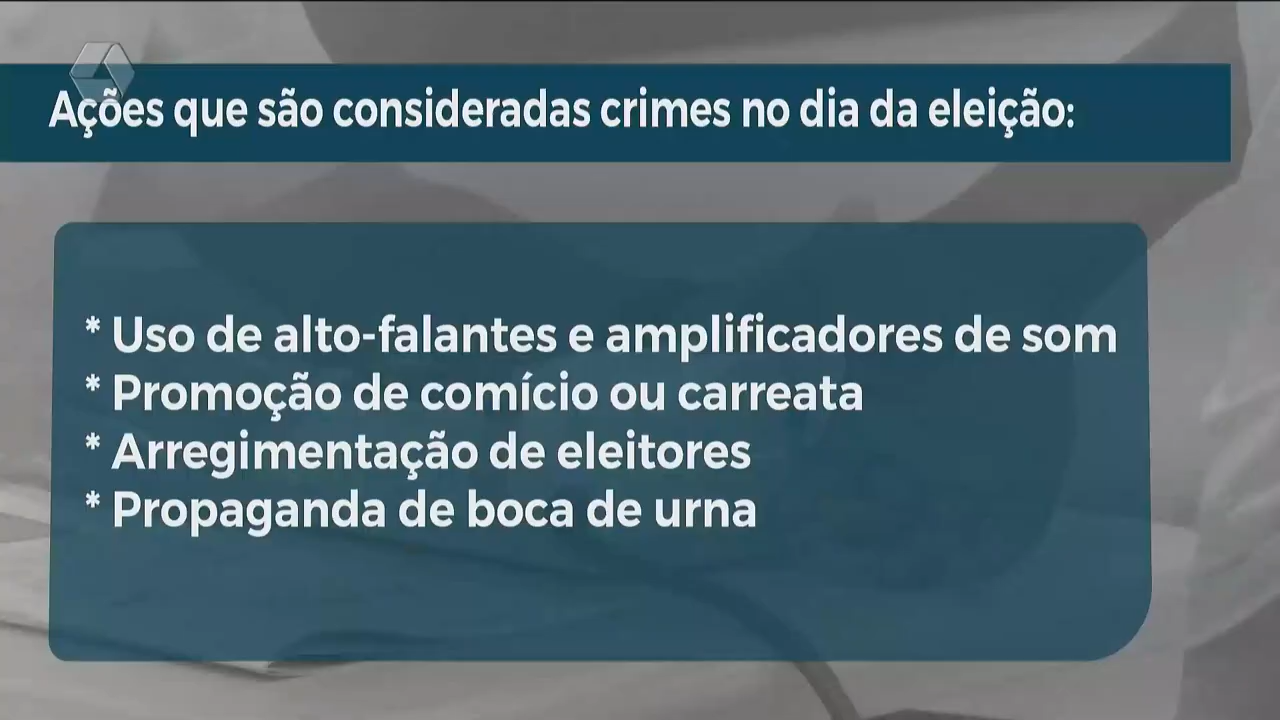 Ações que são consideradas crimes no dia da eleição:
* Uso de alto-falantes e amplificadores de som
* Promoção de comício ou carreata
* Arregimentação de eleitores
* Propaganda de boca de urna